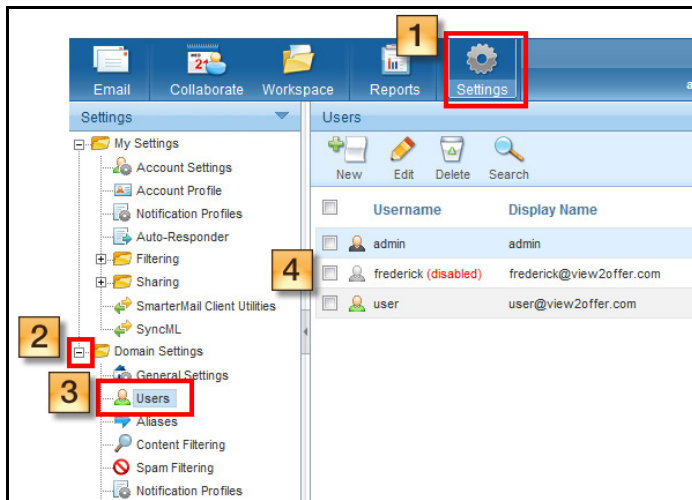 1
Email Collaborate Workspace Reports Settings
Settings
My Settings
Account Settings
Account Profile
Notification Profiles
Auto-Responder
Filtering
Sharing
SmarterMail Client Utilities
SyncML
2
Domain Settings
General Settings
3
Users
Aliases
Content Filtering
Spam Filtering
Notification Profiles
Users
New Edit Delete Search
Username Display Name
admin admin
4
frederick (disabled) frederick@view2offer.com
user user@view2offer.com